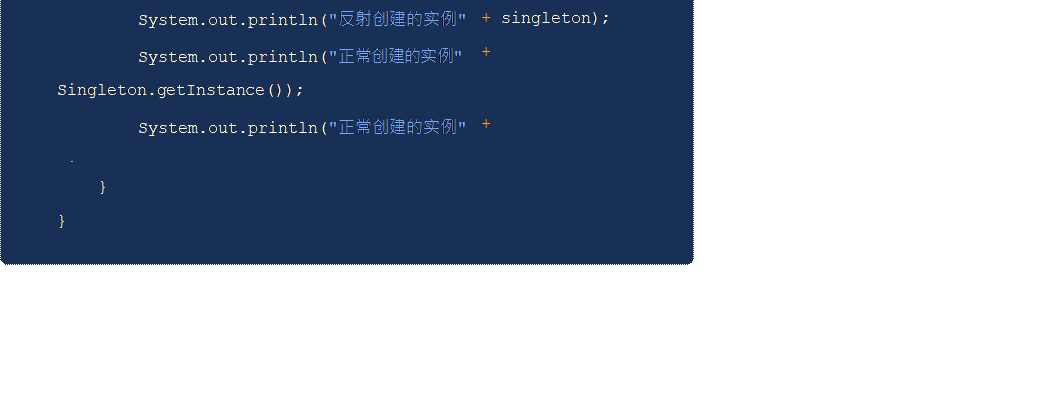 System.out.println("反射创建的实例" + singleton);
System.out.println("正常创建的实例" +
Singleton.getInstance());
System.out.println("正常创建的实例" +
.
}
}